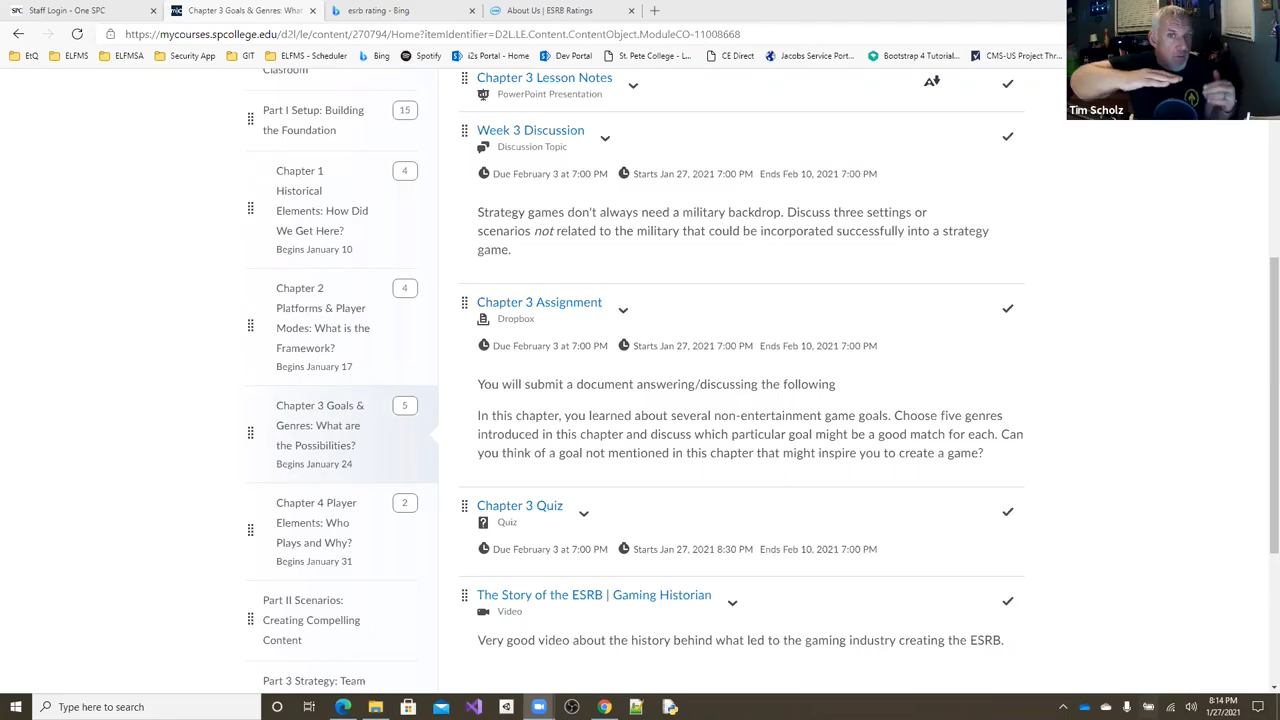 Staff Login - One SPC
Chapter 3 Goals & Genres: What
esrb rating - Bing
About Us | ESRB Ratings
https://mycourses.spcollege.edu/d2l/le/content/270794/Home?itemIdentifier=D2L.LE.Content.ContentObject.ModuleCO-11008668
EtQ
ELFMS
ELFMSA
Security App
GIT
ELFMS - Scheduler
Bing
Spotify
i2s Portal
Dev Portal
St. Pete Colleg...
CE Direct
Jacobs Service Port...
Bootstrap 4 Tutorial...
CMS-US Project Thr...
Tim Scholz
Classroom
Part I Setup: Building
the Foundation
15
Chapter 1
Historical
Elements: How Did
We Get Here?
Begins January 10
4
Chapter 2
Platforms & Player
Modes: What is the
Framework?
Begins January 17
4
Chapter 3 Goals &
Genres: What are
the Possibilities?
Begins January 24
5
Chapter 4 Player
Elements: Who
Plays and Why?
Begins January 31
2
Part II Scenarios:
Creating Compelling
Content
Part 3 Strategy: Team
Chapter 3 Lesson Notes
PowerPoint Presentation
Week 3 Discussion
Discussion Topic
Due February 3 at 7:00 PM Starts Jan 27, 2021 7:00 PM Ends Feb 10, 2021 7:00 PM
Strategy games don't always need a military backdrop. Discuss three settings or
scenarios not related to the military that could be incorporated successfully into a strategy
game.
Chapter 3 Assignment
Dropbox
Due February 3 at 7:00 PM Starts Jan 27, 2021 7:00 PM Ends Feb 10, 2021 7:00 PM
You will submit a document answering/discussing the following
In this chapter, you learned about several non-entertainment game goals. Choose five genres
introduced in this chapter and discuss which particular goal might be a good match for each. Can
you think of a goal not mentioned in this chapter that might inspire you to create a game?
Chapter 3 Quiz
Quiz
Due February 3 at 7:00 PM Starts Jan 27, 2021 8:30 PM Ends Feb 10, 2021 7:00 PM
The Story of the ESRB | Gaming Historian
Video
Very good video about the history behind what led to the gaming industry creating the ESRB.
Type here to search
8:14 PM
1/27/2021